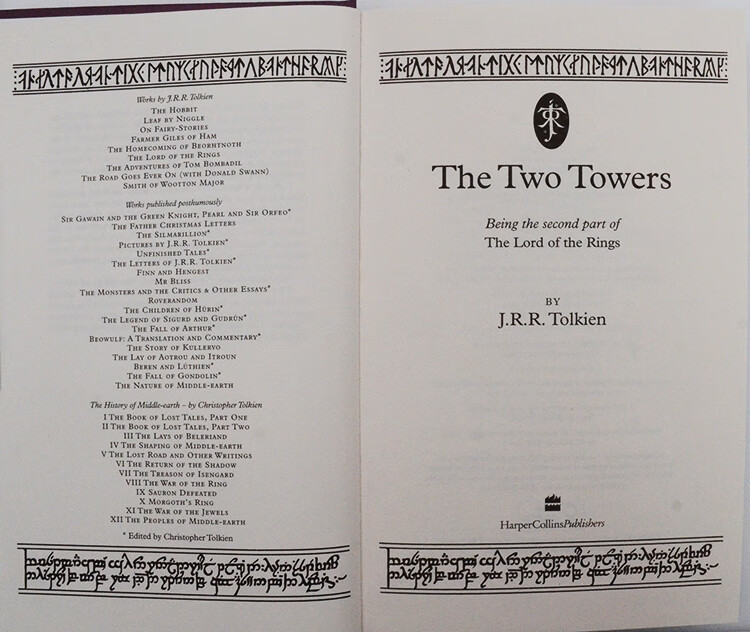 Works by J.R.R. Tolkien
THE HOBBIT
LEAF BY NIGGLE
ON FAIRY-STORIES
FARMER GILES OF HAM
THE HOMECOMING OF BEORHTNOTH
THE LORD OF THE RINGS
THE ADVENTURES OF TOM BOMBADIL
THE ROAD GOES EVER ON (WITH DONALD SWANN)
SMITH OF WOOTTON MAJOR
Works published posthumously
SIR GAWAIN AND THE GREEN KNIGHT, PEARL AND SIR ORFEO*
THE FATHER CHRISTMAS LETTERS
THE SILMARILLION*
PICTURES BY J.R.R. TOLKIEN*
UNFINISHED TALES*
THE LETTERS OF J.R.R. TOLKIEN*
FINN AND HENGEST
MR BLISS
THE MONSTERS AND THE CRITICS & OTHER ESSAYS*
ROVERANDOM
THE CHILDREN OF HÚRIN*
THE LEGEND OF SIGURD AND GUDRÚN*
THE FALL OF ARTHUR*
BEOWULF: A TRANSLATION AND COMMENTARY*
THE STORY OF KULLERVO
THE LAY OF AOTROU AND ITROUN
BEREN AND LÚTHIEN*
THE FALL OF GONDOLIN*
THE NATURE OF MIDDLE-EARTH
The History of Middle-earth – by Christopher Tolkien
I THE BOOK OF LOST TALES, PART ONE
II THE BOOK OF LOST TALES, PART TWO
III THE LAYS OF BELERIAND
IV THE SHAPING OF MIDDLE-EARTH
V THE LOST ROAD AND OTHER WRITINGS
VI THE RETURN OF THE SHADOW
VII THE TREASON OF ISENGARD
VIII THE WAR OF THE RING
IX SAURON DEFEATED
X MORGOTH'S RING
XI THE WAR OF THE JEWELS
XII THE PEOPLES OF MIDDLE-EARTH
* Edited by Christopher Tolkien
The Two Towers
Being the second part of
The Lord of the Rings
BY
J.R.R. Tolkien
HarperCollinsPublishers